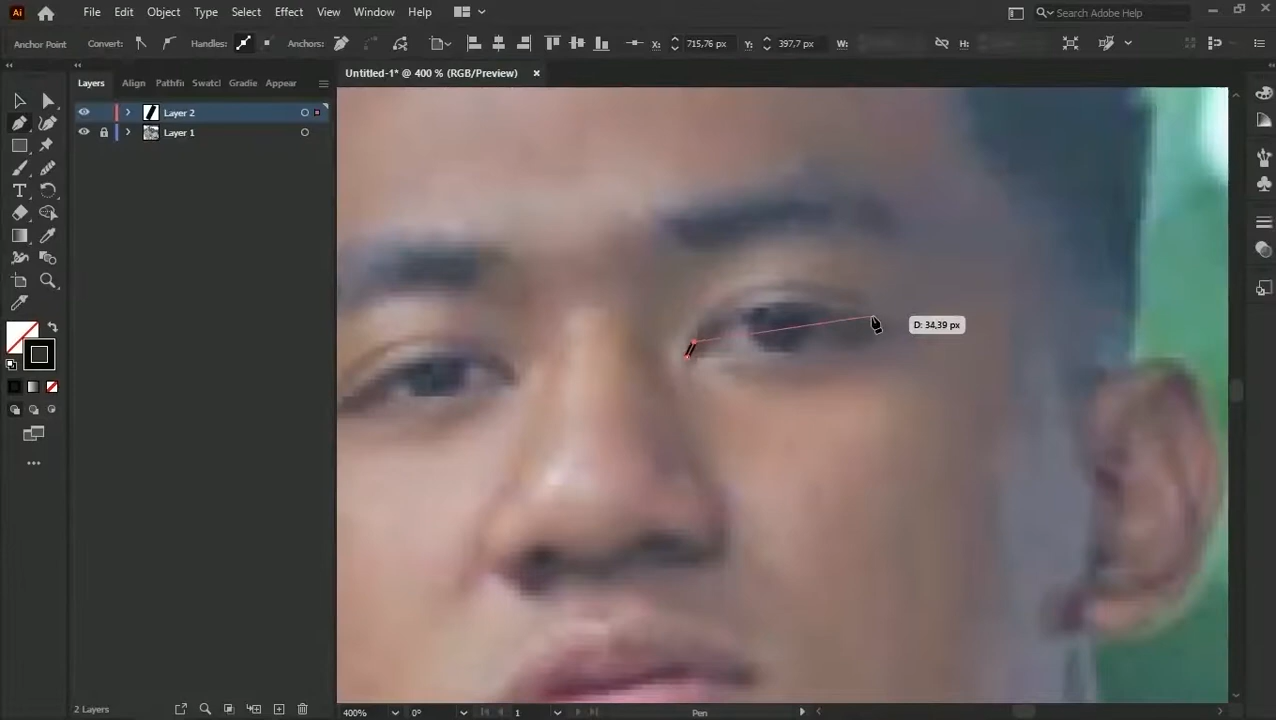 Ai File Edit Object Type Select Effect View Window Help Search Adobe Help
Anchor Point Convert: Handles: Anchors: X: 715,76 px Y: 397,7 px W: H:
Layers Align Pathfi Swatcl Gradie Appear Untitled-1* @ 400 % (RGB/Preview)
Layer 2
Layer 1
T
D: 34,39 px
2 Layers 400% 0° 1 Pen